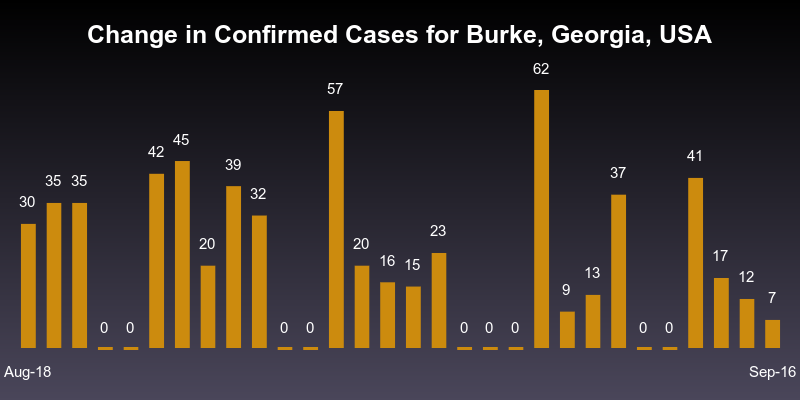 Change in Confirmed Cases for Burke, Georgia, USA
30 35 35 0 0 42 45 20 39 32 0 0 57 20 16 15 23 0 0 0 62 9 13 37 0 0 41 17 12 7
Aug-18 Sep-16